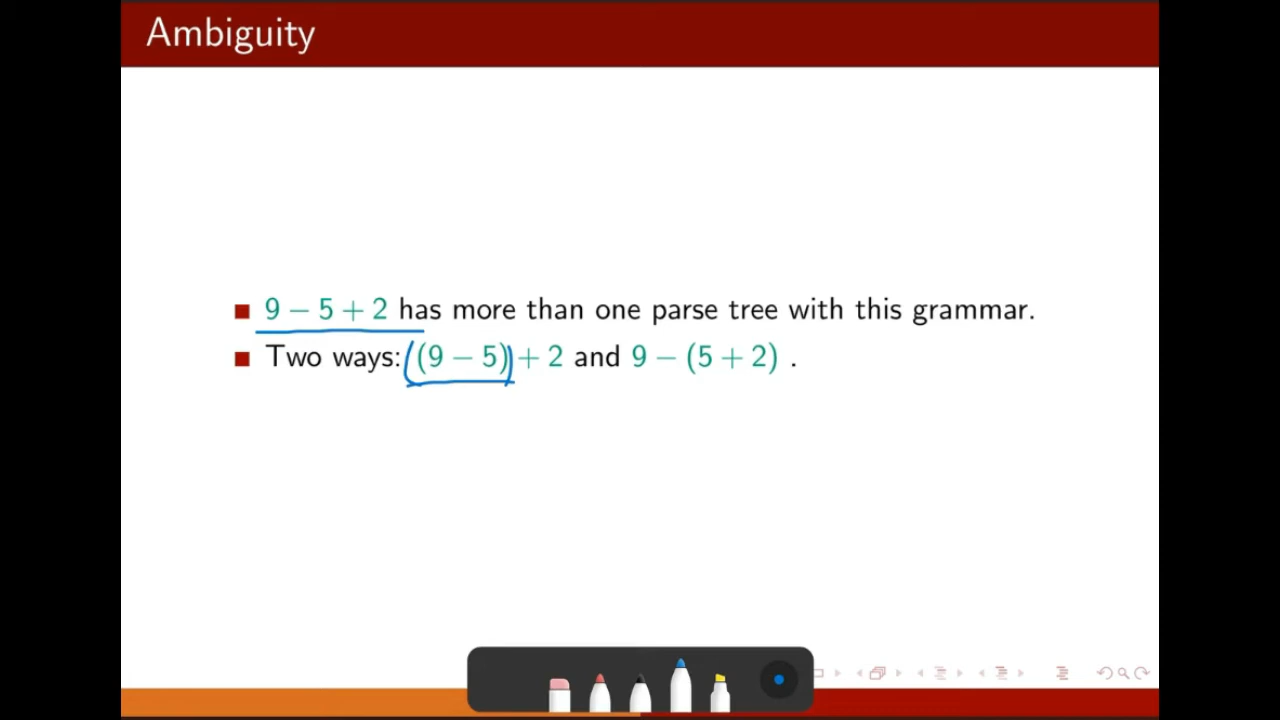 Ambiguity
9 − 5 + 2 has more than one parse tree with this grammar.
Two ways: (9 − 5) + 2 and 9 − (5 + 2) .